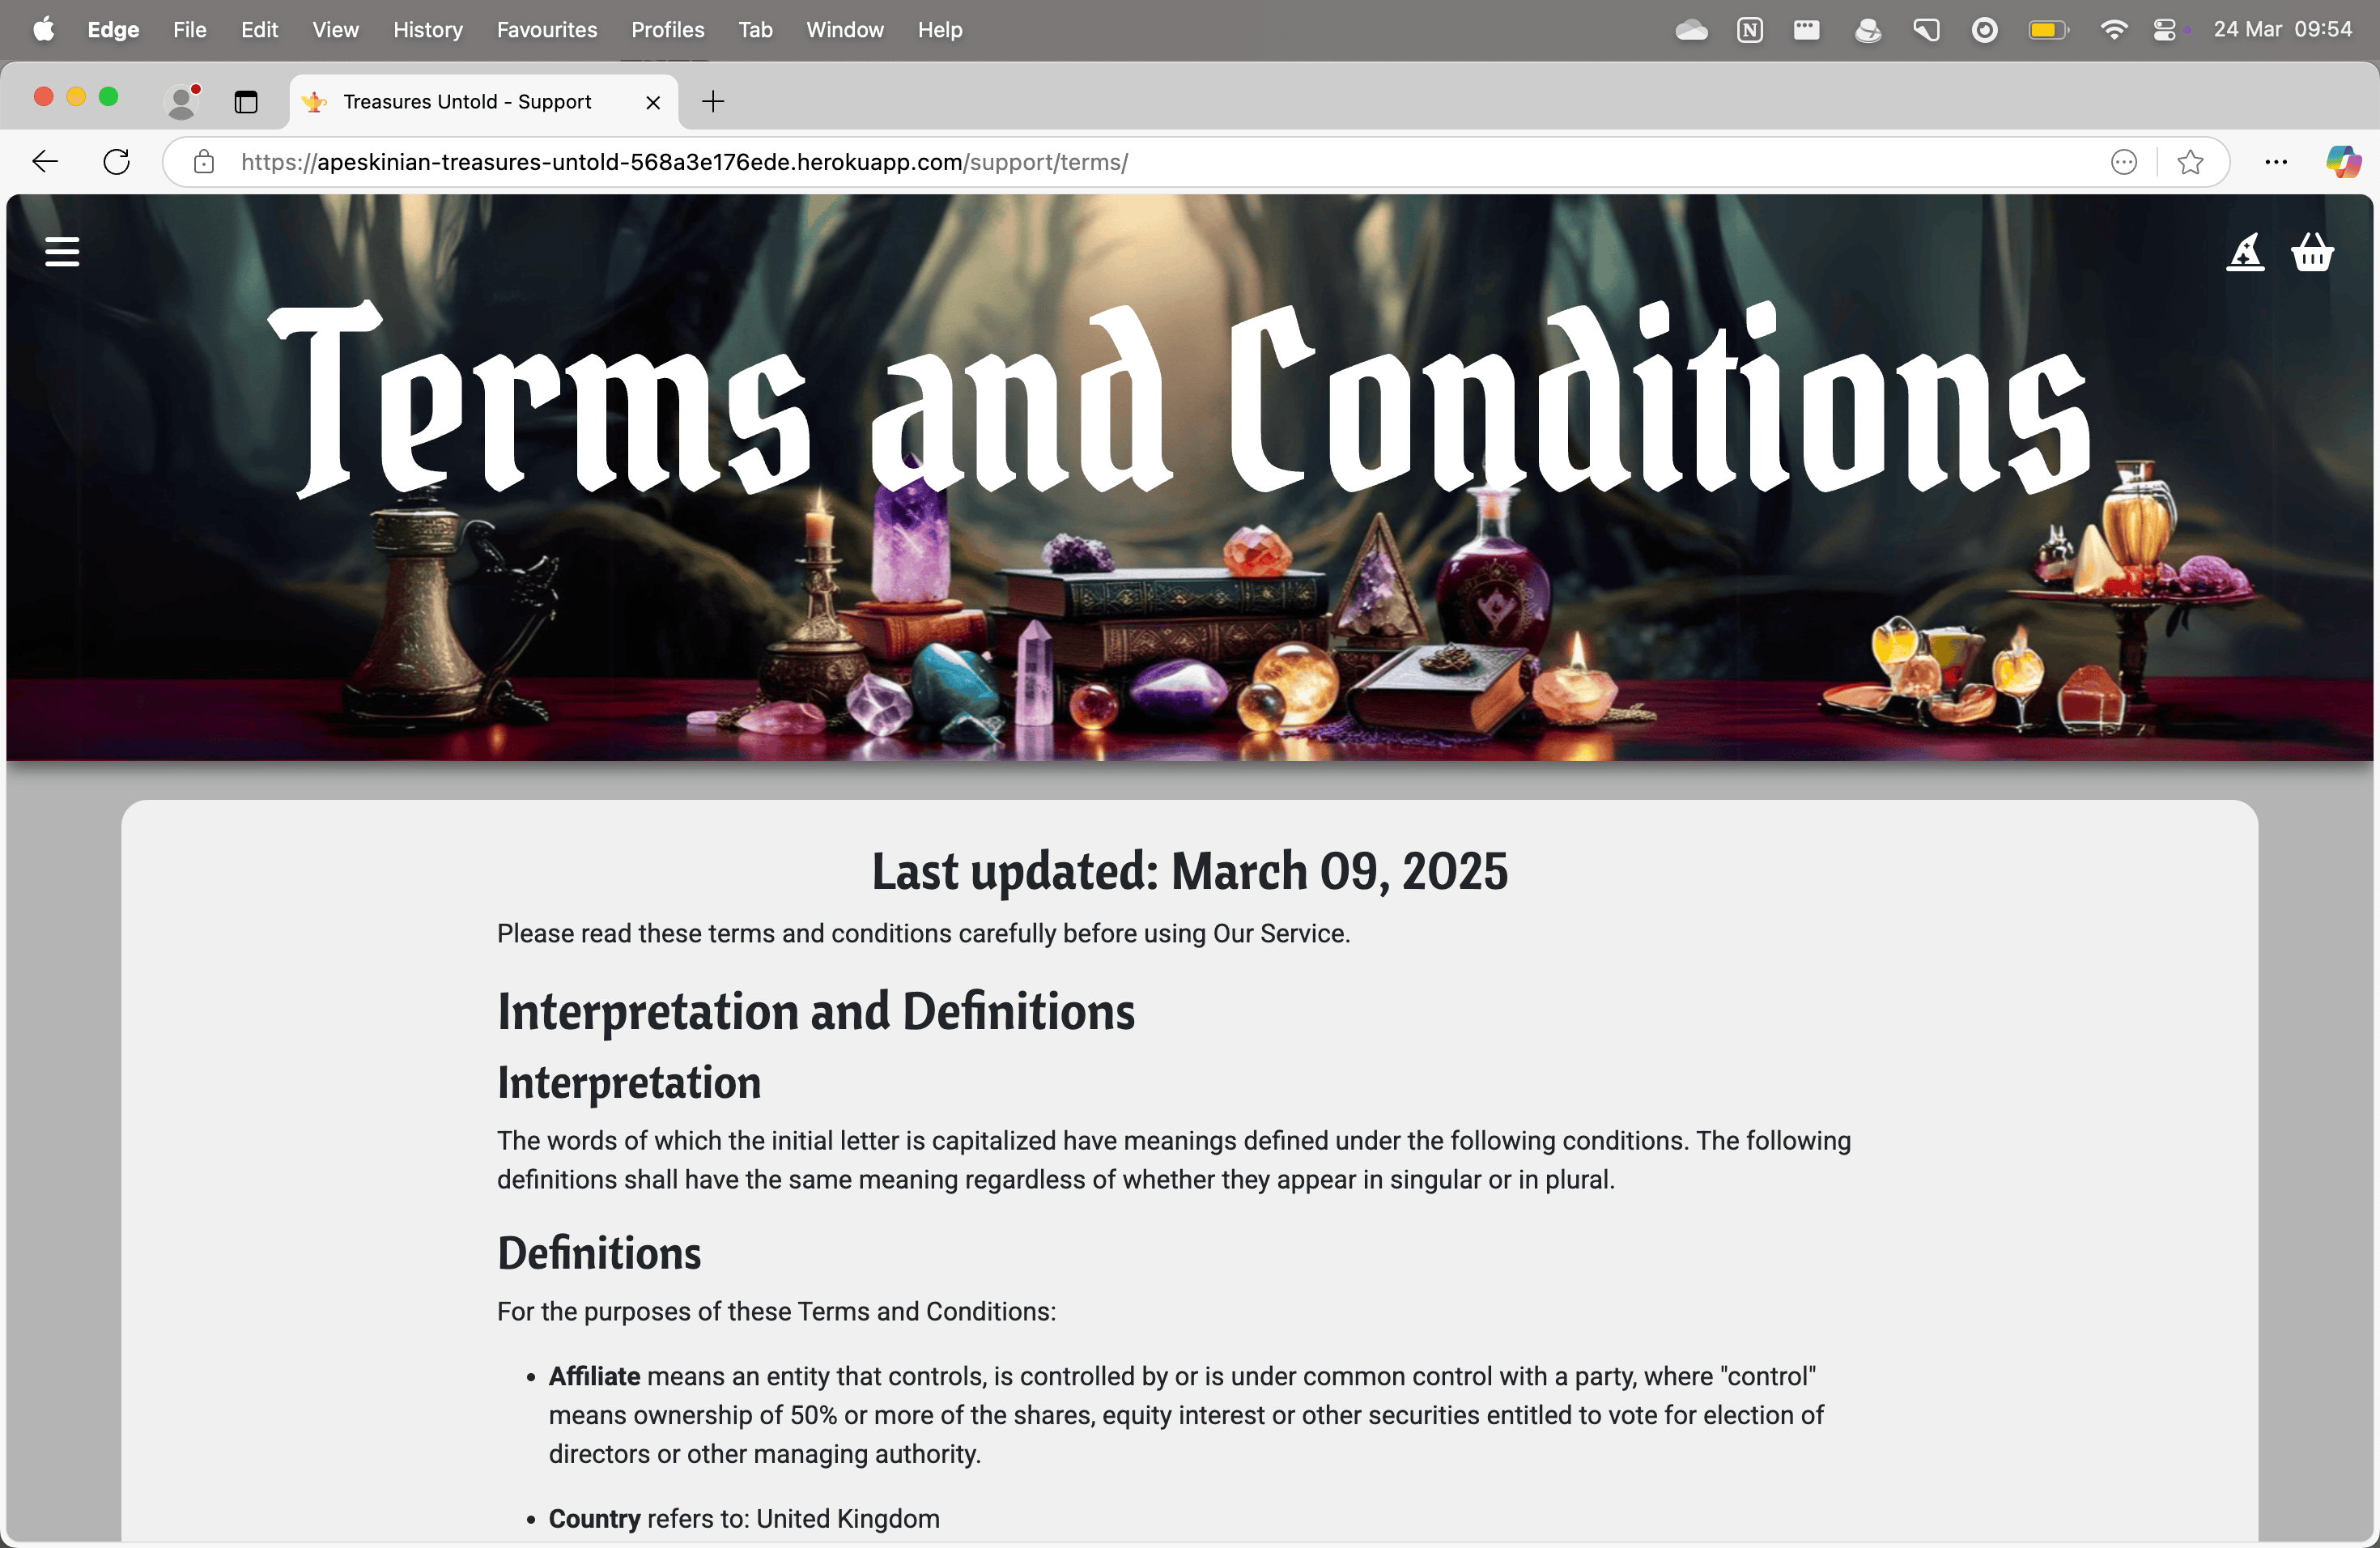 Edge File Edit View History Favourites Profiles Tab Window Help 24 Mar 09:54
Treasures Untold - Support
https://apeskinian-treasures-untold-568a3e176ede.herokuapp.com/support/terms/
Terms and Conditions
Last updated: March 09, 2025
Please read these terms and conditions carefully before using Our Service.
Interpretation and Definitions
Interpretation
The words of which the initial letter is capitalized have meanings defined under the following conditions. The following
definitions shall have the same meaning regardless of whether they appear in singular or in plural.
Definitions
For the purposes of these Terms and Conditions:
• Affiliate means an entity that controls, is controlled by or is under common control with a party, where "control"
means ownership of 50% or more of the shares, equity interest or other securities entitled to vote for election of
directors or other managing authority.
• Country refers to: United Kingdom